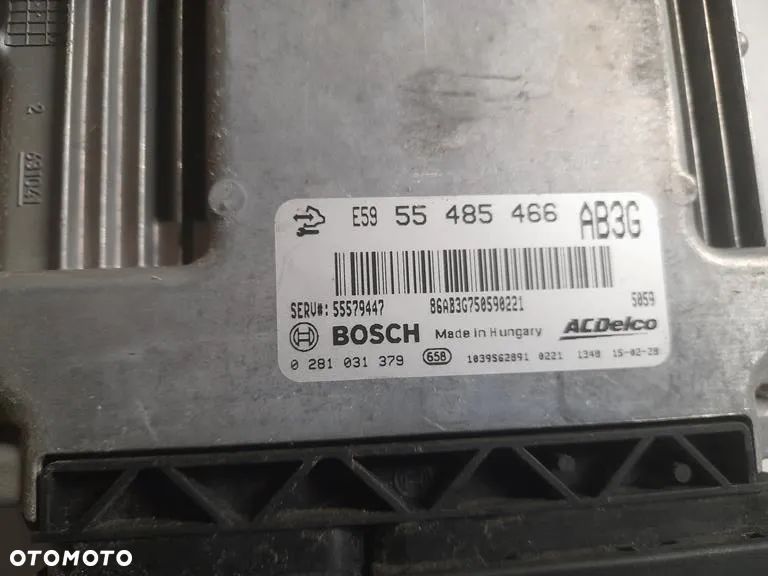 E59 55 485 466 AB3G
SERV#: 55579447 86AB3G750590221 5059
BOSCH Made in Hungary ACDelco
0 281 031 379 658 1039S62891 0221 1348 15-02-28
2
OTOMOTO